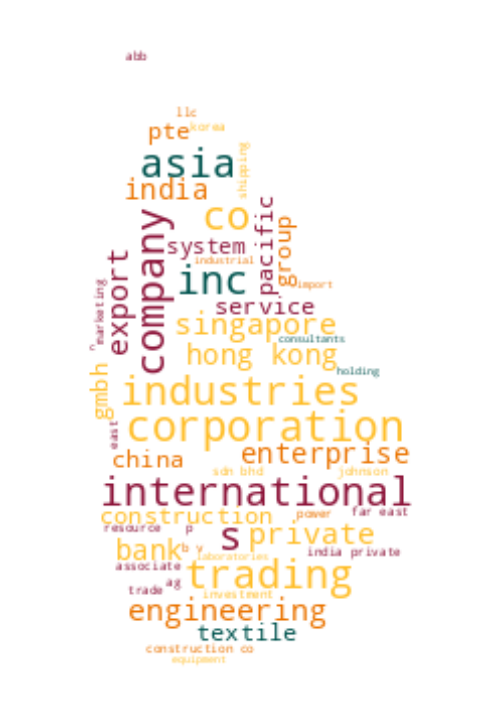 abb
llc
pte
korea
asia
shipping
india
co
company
pacific
group
system
export
industrial
inc
import
marketing
service
singapore
consultants
hong kong
holding
gmbh
industries
corporation
east
enterprise
china
sdn bhd
johnson
international
construction
power
far east
resource
p
s
private
bank
b v
india private
laboratories
associate
trading
ag
trade
investment
engineering
textile
construction co
equipment